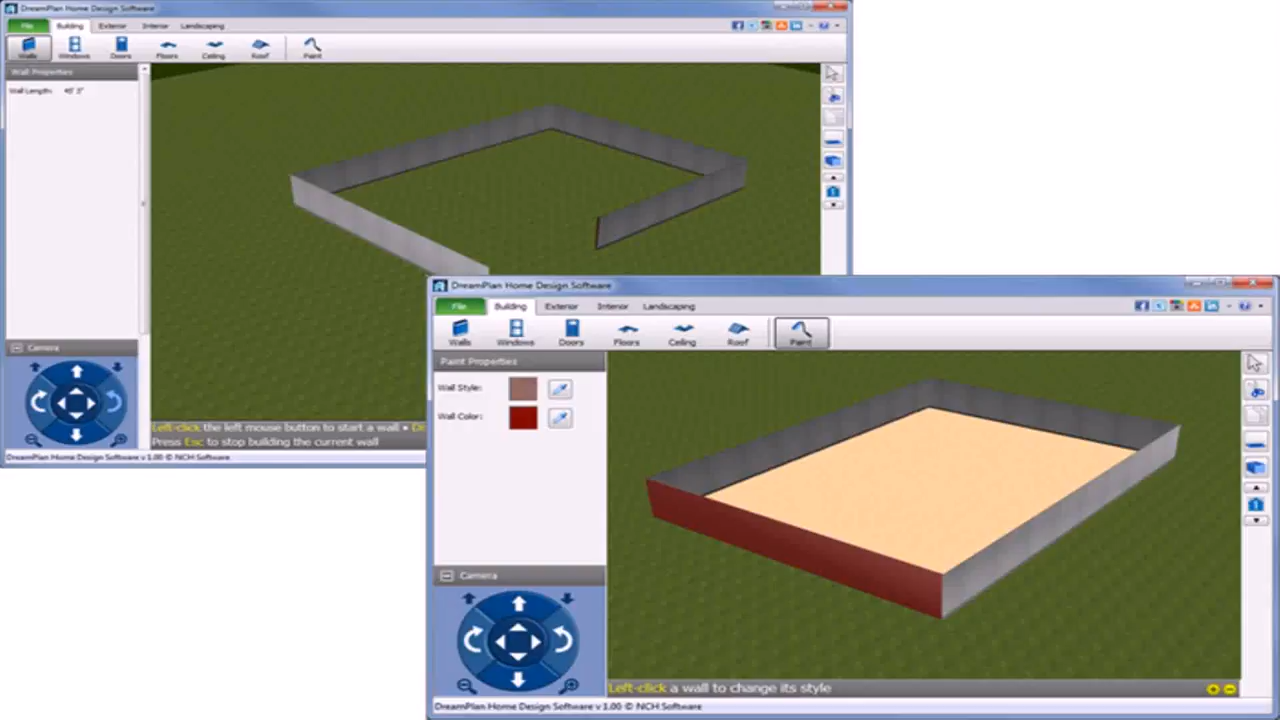 DreamPlan Home Design Software
File Building Exterior Interior Landscaping
Walls Windows Doors Floors Ceiling Roof Paint
Wall Properties
Wall Length: 45' 5"
Camera
Left-click the left mouse button to start a wall •
Press Esc to stop building the current wall
DreamPlan Home Design Software v 1.00 © NCH Software
DreamPlan Home Design Software
File Building Exterior Interior Landscaping
Walls Windows Doors Floors Ceiling Roof Paint
Paint Properties
Wall Style:
Wall Color:
Camera
Left-click a wall to change its style
DreamPlan Home Design Software v 1.00 © NCH Software